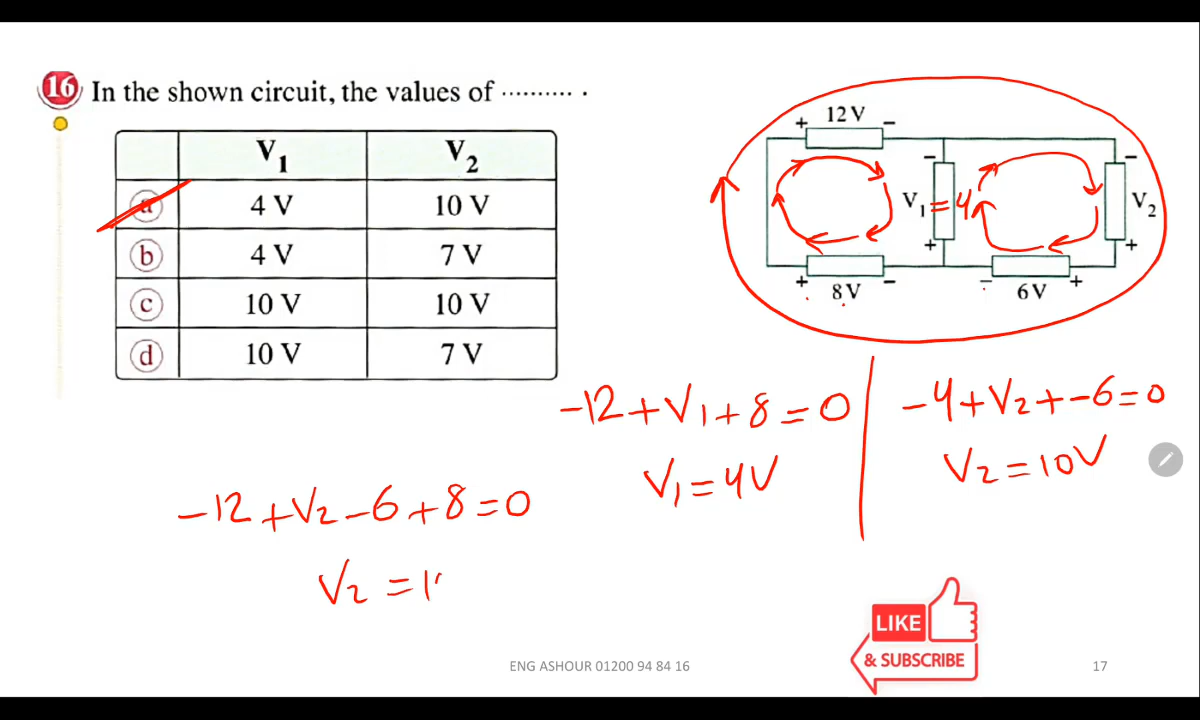 16 In the shown circuit, the values of .......... .
V1 V2
a 4 V 10 V
b 4 V 7 V
c 10 V 10 V
d 10 V 7 V
+ 12 V −
− −
V1 = 4 V2
+ +
+ 8 V − − 6 V +
−12 + V1 + 8 = 0
V1 = 4V
−4 + V2 + −6 = 0
V2 = 10V
−12 + V2 − 6 + 8 = 0
V2 = 1
LIKE
& SUBSCRIBE
ENG ASHOUR 01200 94 84 16
17